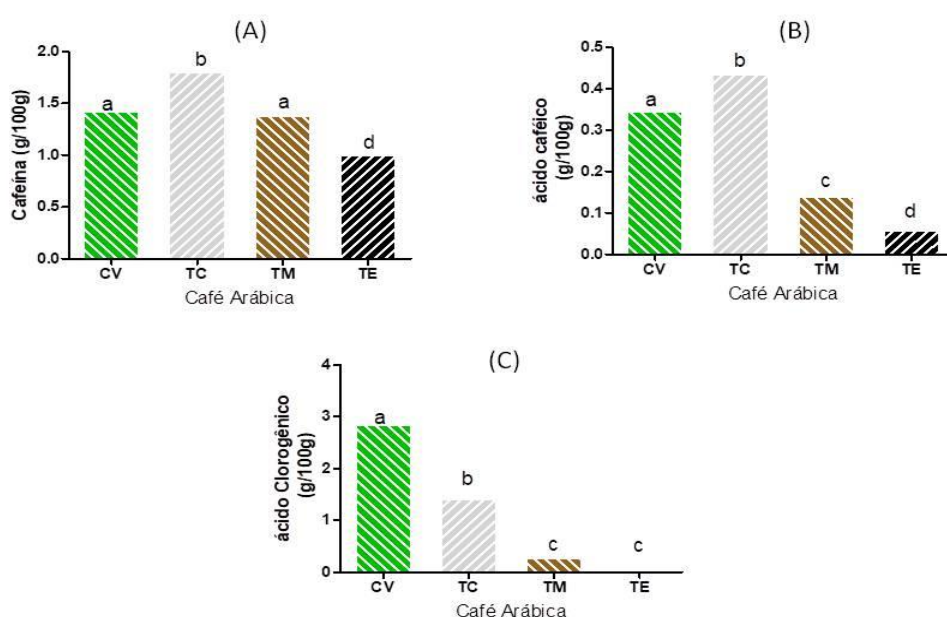 (A)
2.0
1.5
1.0
0.5
0.0
Cafeína (g/100g)
a
b
a
d
CV TC TM TE
Café Arábica
(B)
0.5
0.4
0.3
0.2
0.1
0.0
ácido caféico
(g/100g)
a
b
c
d
CV TC TM TE
Café Arábica
(C)
4
3
2
1
0
ácido Clorogênico
(g/100g)
a
b
c
c
CV TC TM TE
Café Arábica